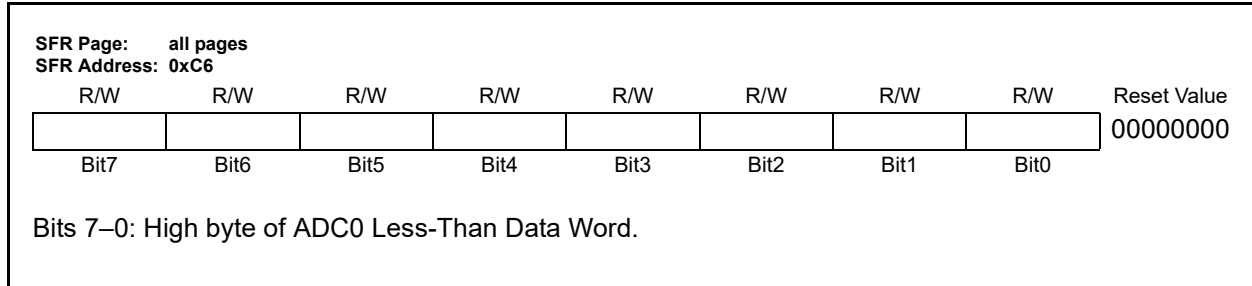 SFR Page: all pages
SFR Address: 0xC6
R/W R/W R/W R/W R/W R/W R/W R/W Reset Value
00000000
Bit7 Bit6 Bit5 Bit4 Bit3 Bit2 Bit1 Bit0
Bits 7–0: High byte of ADC0 Less-Than Data Word.